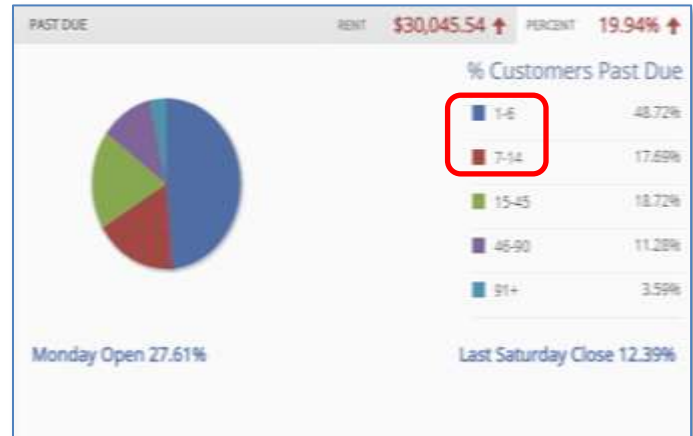 PAST DUE RENT $30,045.54 PERCENT 19.94%
% Customers Past Due
1-6 48.72%
7-14 17.69%
15-45 18.72%
46-90 11.28%
91+ 3.59%
Monday Open 27.61% Last Saturday Close 12.39%